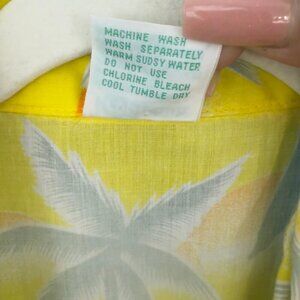 MACHINE WASH
WASH SEPARATELY
WARM SUDSY WATER
DO NOT USE
CHLORINE BLEACH
COOL TUMBLE DRY